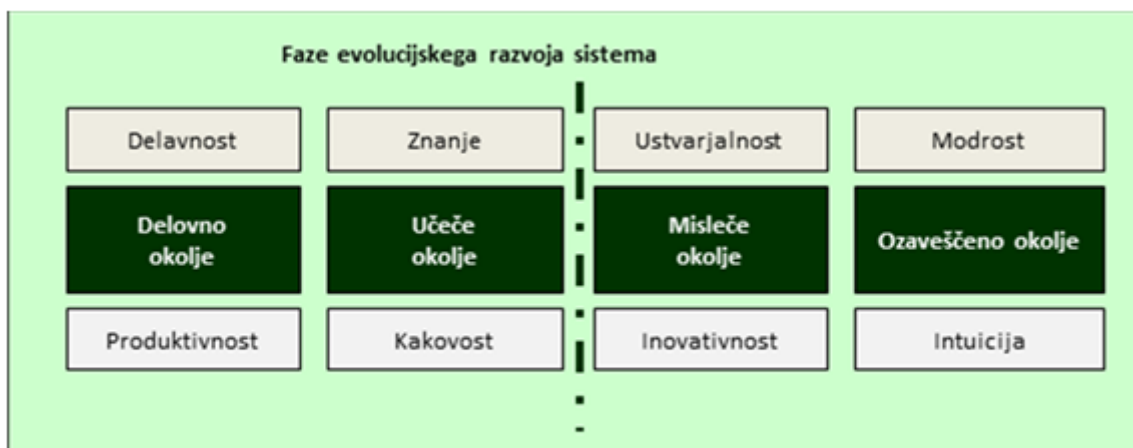 Faze evolucijskega razvoja sistema
Delavnost
Znanje
Ustvarjalnost
Modrost
Delovno
okolje
Učeče
okolje
Misleče
okolje
Ozaveščeno okolje
Produktivnost
Kakovost
Inovativnost
Intuicija